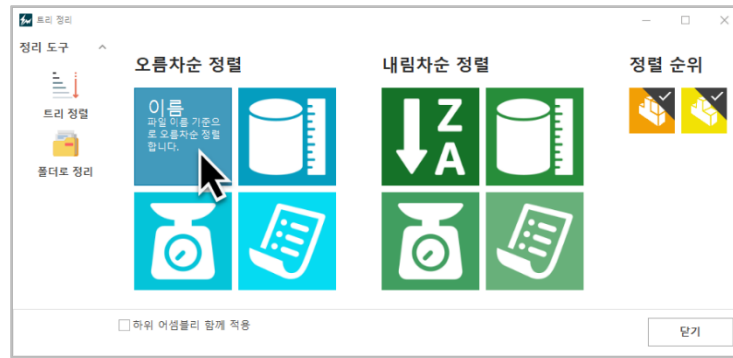 트리 정리
정리 도구
트리 정렬
폴더로 정리
오름차순 정렬
이름
파일 이름 기준으
로 오름차순 정렬
합니다.
내림차순 정렬
Z
A
정렬 순위
하위 어셈블리 함께 적용
닫기